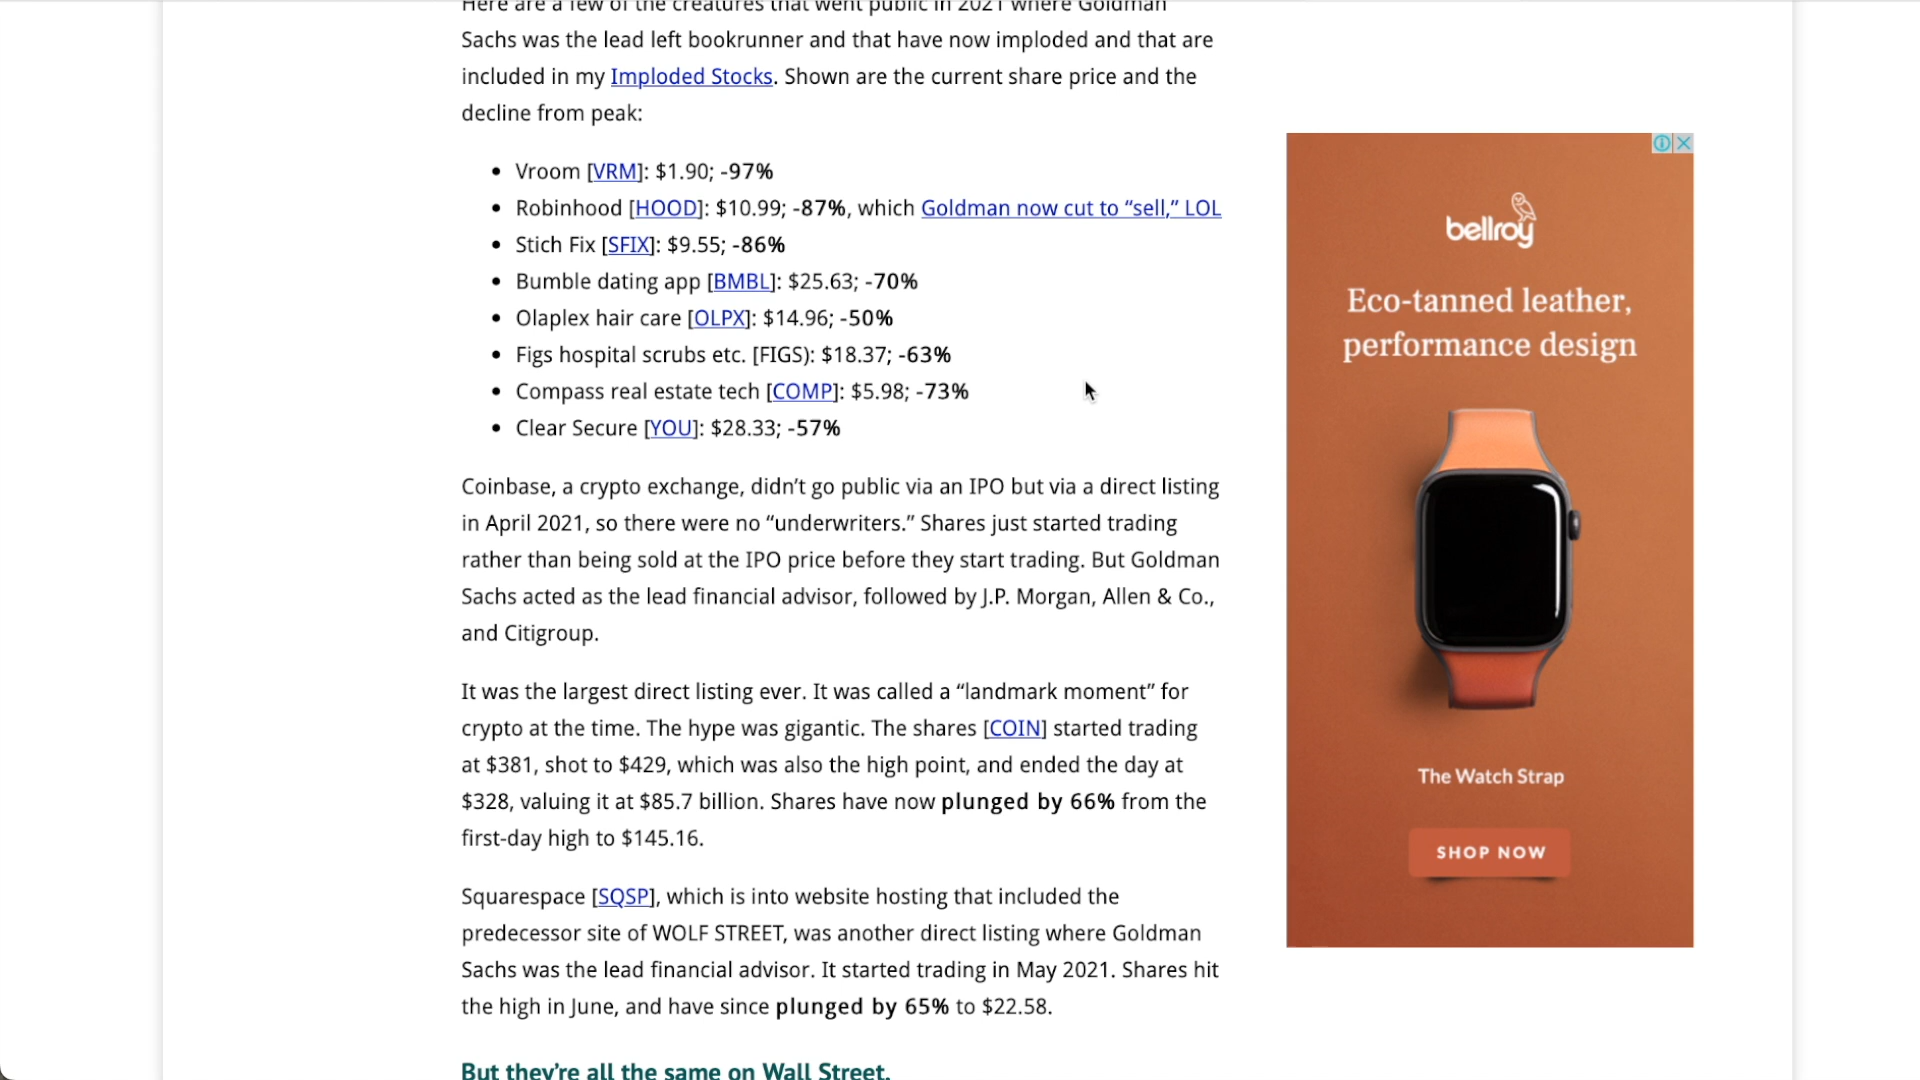 Here are a few of the creatures that went public in 2021 where Goldman
Sachs was the lead left bookrunner and that have now imploded and that are
included in my Imploded Stocks. Shown are the current share price and the
decline from peak:
• Vroom [VRM]: $1.90; -97%
• Robinhood [HOOD]: $10.99; -87%, which Goldman now cut to “sell,” LOL
• Stich Fix [SFIX]: $9.55; -86%
• Bumble dating app [BMBL]: $25.63; -70%
• Olaplex hair care [OLPX]: $14.96; -50%
• Figs hospital scrubs etc. [FIGS): $18.37; -63%
• Compass real estate tech [COMP]: $5.98; -73%
• Clear Secure [YOU]: $28.33; -57%
Coinbase, a crypto exchange, didn’t go public via an IPO but via a direct listing
in April 2021, so there were no “underwriters.” Shares just started trading
rather than being sold at the IPO price before they start trading. But Goldman
Sachs acted as the lead financial advisor, followed by J.P. Morgan, Allen & Co.,
and Citigroup.
It was the largest direct listing ever. It was called a “landmark moment” for
crypto at the time. The hype was gigantic. The shares [COIN] started trading
at $381, shot to $429, which was also the high point, and ended the day at
$328, valuing it at $85.7 billion. Shares have now plunged by 66% from the
first-day high to $145.16.
Squarespace [SQSP], which is into website hosting that included the
predecessor site of WOLF STREET, was another direct listing where Goldman
Sachs was the lead financial advisor. It started trading in May 2021. Shares hit
the high in June, and have since plunged by 65% to $22.58.
But they’re all the same on Wall Street.
bellroy
Eco-tanned leather,
performance design
The Watch Strap
SHOP NOW